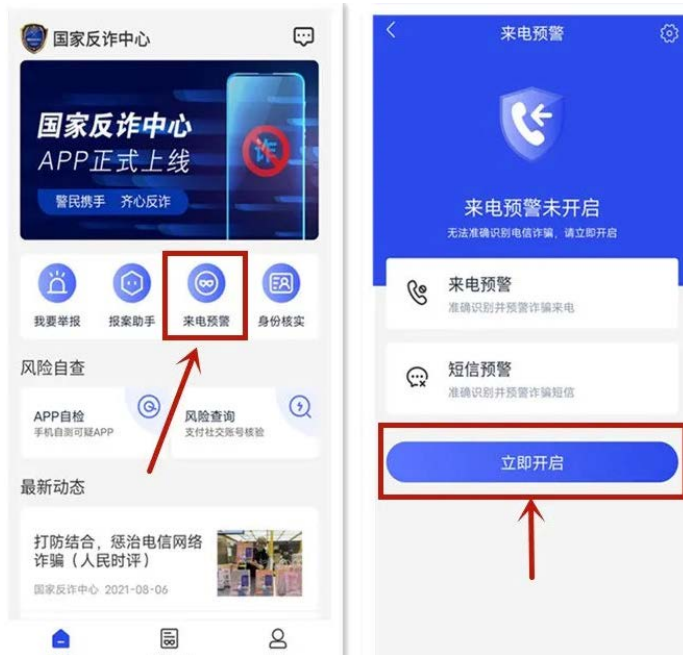 国家反诈中心
国家反诈中心
APP正式上线
警民携手 齐心反诈
诈
我要举报
报案助手
来电预警
身份核实
风险自查
APP自检
手机自测可疑APP
风险查询
支付社交账号核验
最新动态
打防结合，惩治电信网络
诈骗（人民时评）
国家反诈中心 2021-08-06
来电预警
来电预警未开启
无法准确识别电信诈骗，请立即开启
来电预警
准确识别并预警诈骗来电
短信预警
准确识别并预警诈骗短信
立即开启